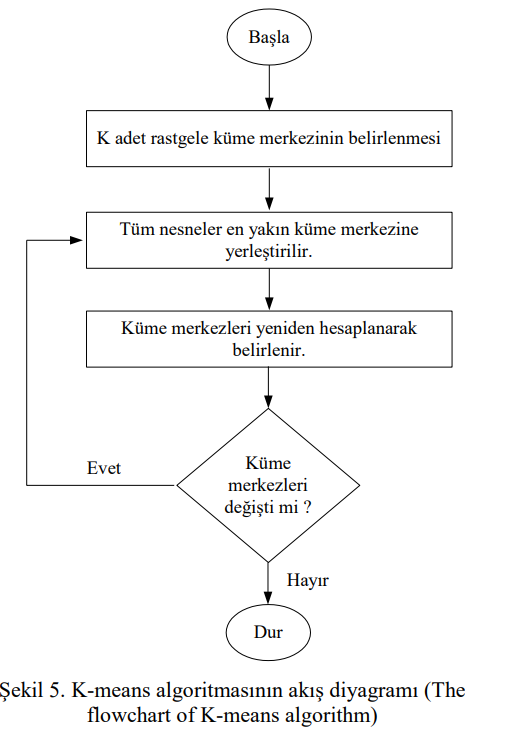 Başla
K adet rastgele küme merkezinin belirlenmesi
Tüm nesneler en yakın küme merkezine
yerleştirilir.
Küme merkezleri yeniden hesaplanarak
belirlenir.
Evet
Küme
merkezleri
değişti mi ?
Hayır
Dur
Şekil 5. K-means algoritmasının akış diyagramı (The
flowchart of K-means algorithm)